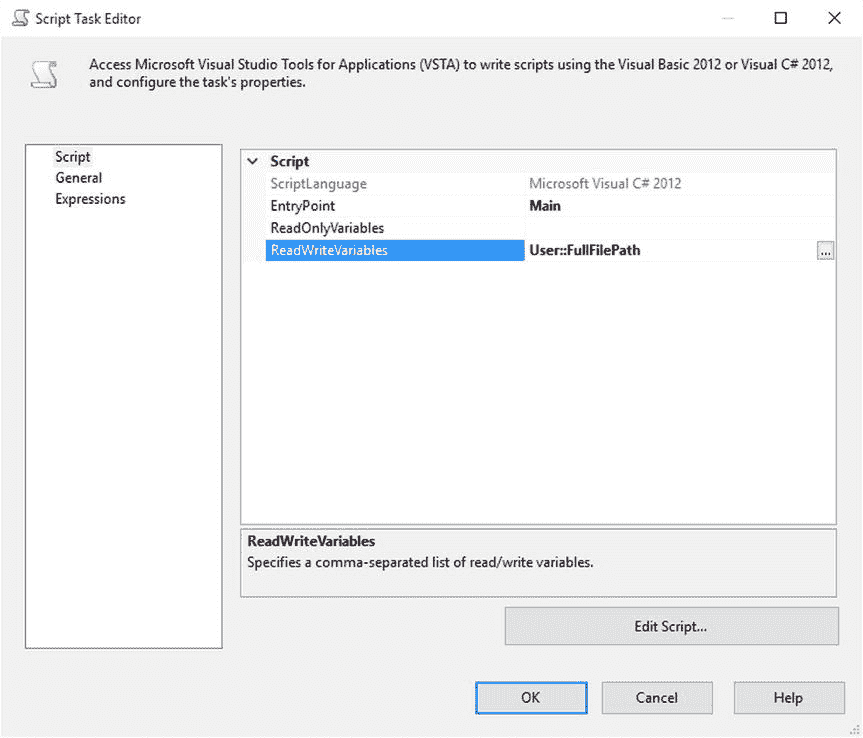 Script Task Editor
Access Microsoft Visual Studio Tools for Applications (VSTA) to write scripts using the Visual Basic 2012 or Visual C# 2012,
and configure the task's properties.
Script
General
Expressions
Script
ScriptLanguage Microsoft Visual C# 2012
EntryPoint Main
ReadOnlyVariables
ReadWriteVariables User::FullFilePath ...
ReadWriteVariables
Specifies a comma-separated list of read/write variables.
Edit Script...
OK Cancel Help